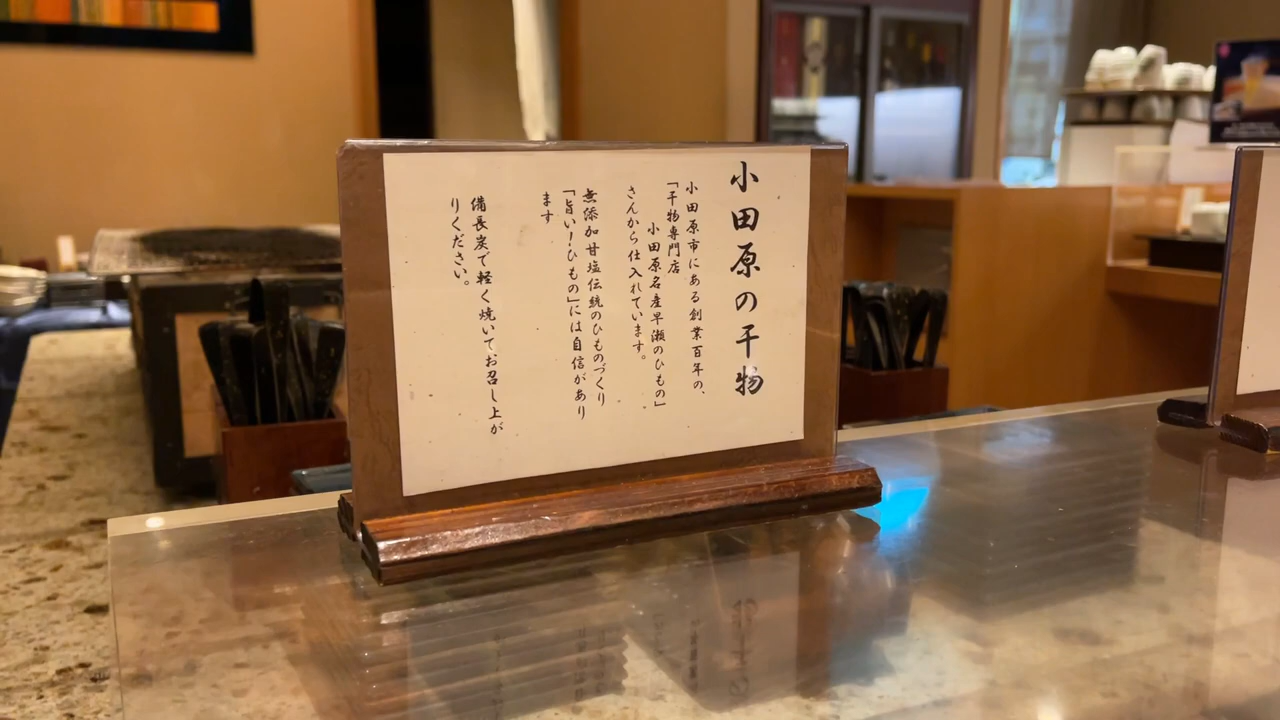 小田原の干物
小田原市にある創業百年の、
「干物専門店
小田原名産早瀬のひもの」
さんから仕入れています。
無添加甘塩伝統のひものづくり
「旨い!ひもの」には自信があり
ます
備長炭で軽く焼いてお召し上が
りください。